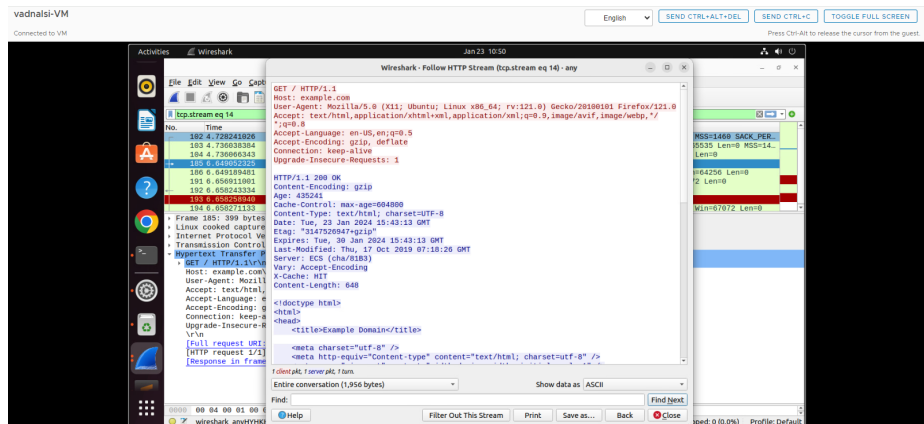 vadnalsi-VM
English
SEND CTRL+ALT+DEL
SEND CTRL+C
TOGGLE FULL SCREEN
Connected to VM
Press Ctrl-Alt to release the cursor from the guest.
Activities
Wireshark
Jan 23 10:50
Wireshark · Follow HTTP Stream (tcp.stream eq 14) · any
File Edit View Go Capt
tcp.stream eq 14
No. Time
102 4.728241026
103 4.736038384
104 4.736066343
185 6.649052325
186 6.649189481
191 6.656911001
192 6.658243334
193 6.658258940
194 6.658271133
MSS=1460 SACK_PER…
65535 Len=0 MSS=14…
Len=0
n=64256 Len=0
72 Len=0
Win=67072 Len=0
Frame 185: 399 bytes
Linux cooked capture
Internet Protocol Ve
Transmission Control
Hypertext Transfer P
GET / HTTP/1.1\r\n
Host: example.com\
User-Agent: Mozill
Accept: text/html,
Accept-Language: e
Accept-Encoding: g
Connection: keep-a
Upgrade-Insecure-R
\r\n
[Full request URI:
[HTTP request 1/1]
[Response in frame
0000 00 04 00 01 00
GET / HTTP/1.1
Host: example.com
User-Agent: Mozilla/5.0 (X11; Ubuntu; Linux x86_64; rv:121.0) Gecko/20100101 Firefox/121.0
Accept: text/html,application/xhtml+xml,application/xml;q=0.9,image/avif,image/webp,*/
*;q=0.8
Accept-Language: en-US,en;q=0.5
Accept-Encoding: gzip, deflate
Connection: keep-alive
Upgrade-Insecure-Requests: 1
HTTP/1.1 200 OK
Content-Encoding: gzip
Age: 435241
Cache-Control: max-age=604800
Content-Type: text/html; charset=UTF-8
Date: Tue, 23 Jan 2024 15:43:13 GMT
Etag: "3147526947+gzip"
Expires: Tue, 30 Jan 2024 15:43:13 GMT
Last-Modified: Thu, 17 Oct 2019 07:18:26 GMT
Server: ECS (cha/81B3)
Vary: Accept-Encoding
X-Cache: HIT
Content-Length: 648
<!doctype html>
<html>
<head>
<title>Example Domain</title>
<meta charset="utf-8" />
<meta http-equiv="Content-type" content="text/html; charset=utf-8" />
1 client pkt, 1 server pkt, 1 turn.
Entire conversation (1,956 bytes)
Show data as ASCII
Find:
Find Next
Help
Filter Out This Stream
Print
Save as…
Back
Close
wireshark_anyHYHKI
pped: 0 (0.0%)
Profile: Default